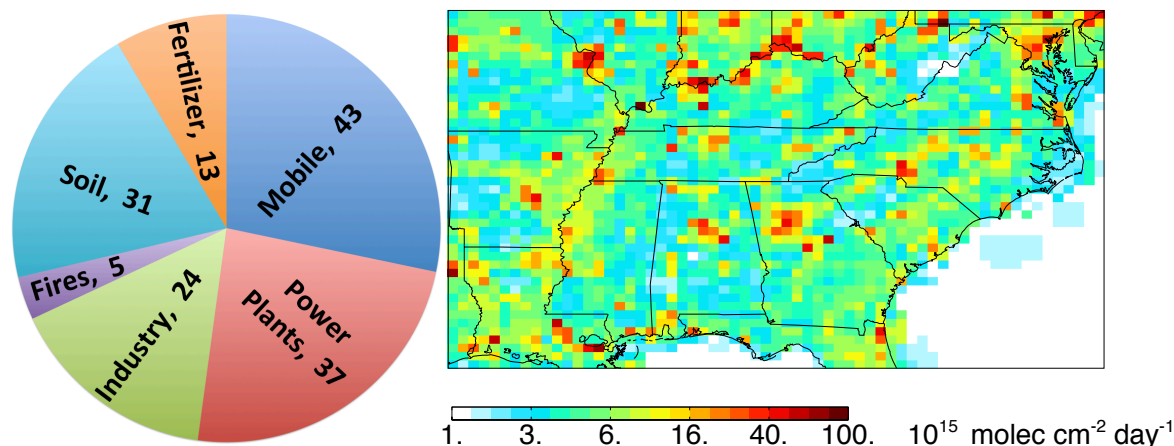 Fertilizer, 13
Mobile, 43
Soil, 31
Fires, 5
Industry, 24
Power
Plants, 37
1. 3. 6. 16. 40. 100. 10¹⁵ molec cm⁻² day⁻¹